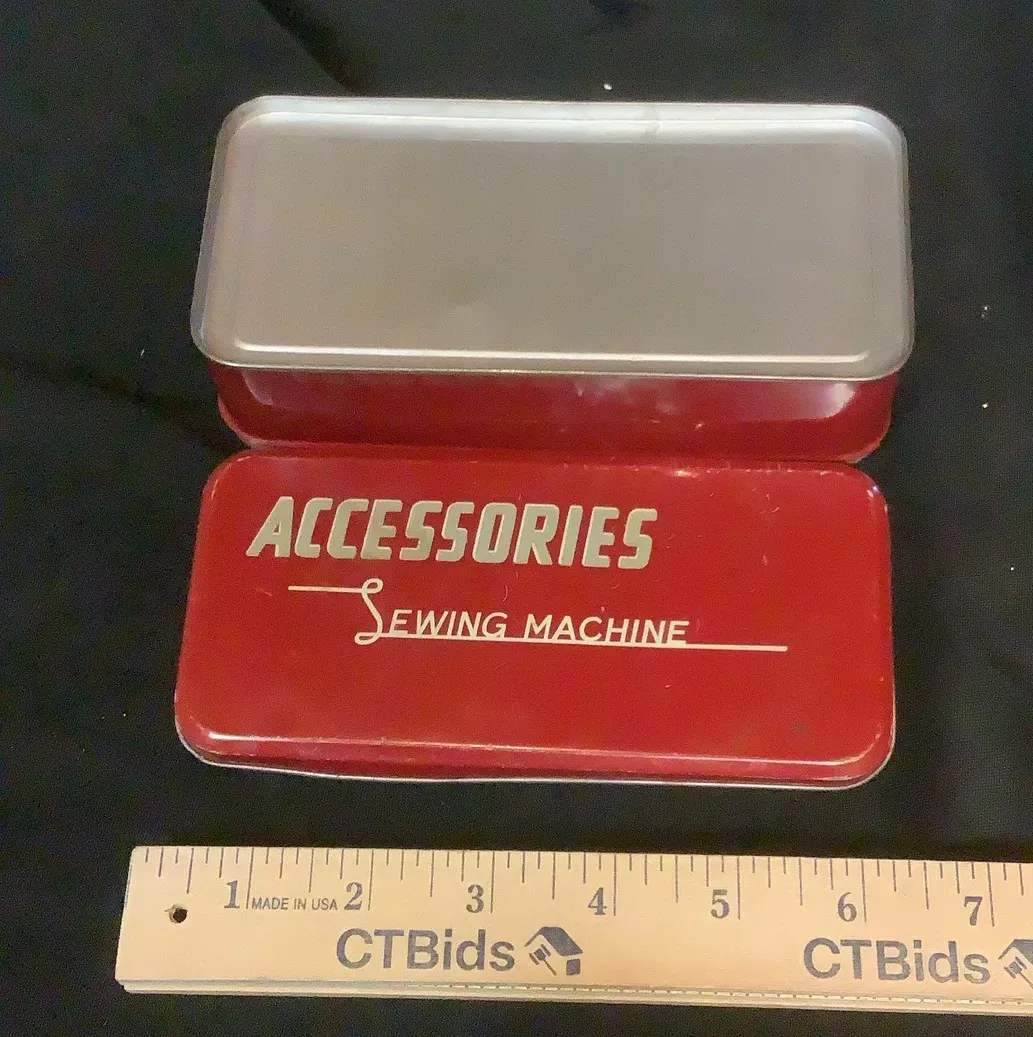 ACCESSORIES
SEWING MACHINE
1 MADE IN USA 2 3 4 5 6 7
CTBids CTBids